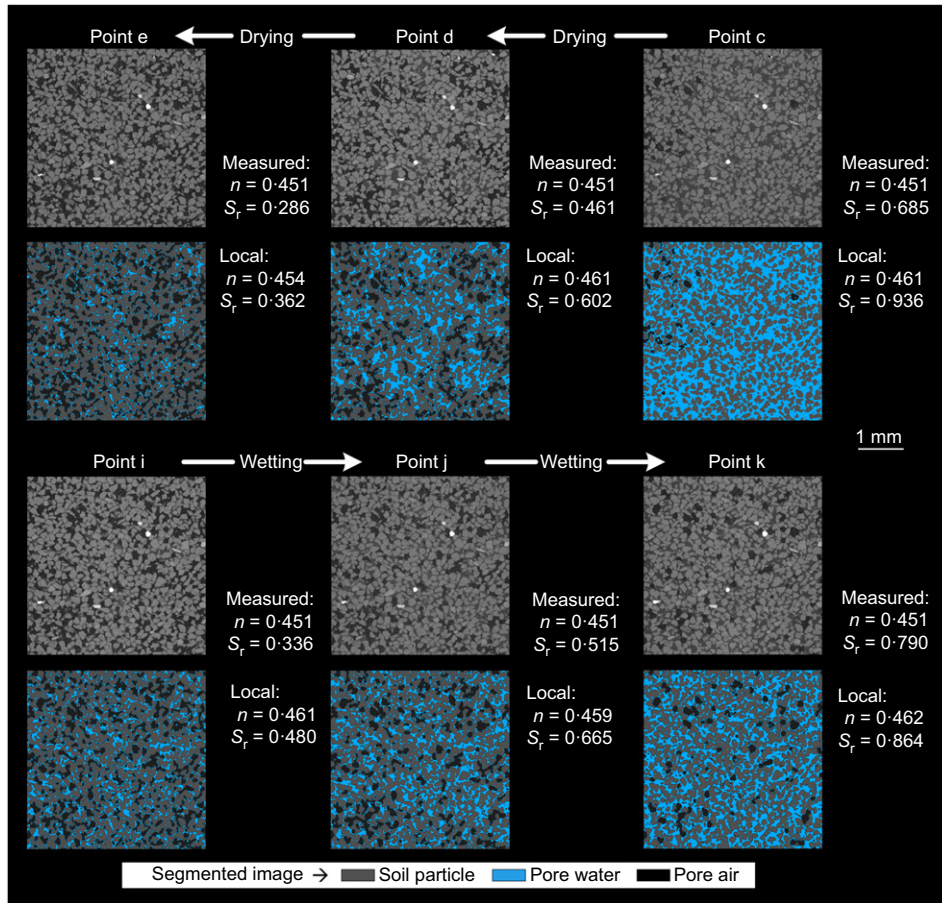 Point e
Drying
Point d
Drying
Point c
Measured:
n = 0·451
Sr = 0·286
Measured:
n = 0·451
Sr = 0·461
Measured:
n = 0·451
Sr = 0·685
Local:
n = 0·454
Sr = 0·362
Local:
n = 0·461
Sr = 0·602
Local:
n = 0·461
Sr = 0·936
1 mm
Point i
Wetting
Point j
Wetting
Point k
Measured:
n = 0·451
Sr = 0·336
Measured:
n = 0·451
Sr = 0·515
Measured:
n = 0·451
Sr = 0·790
Local:
n = 0·461
Sr = 0·480
Local:
n = 0·459
Sr = 0·665
Local:
n = 0·462
Sr = 0·864
Segmented image → Soil particle Pore water Pore air